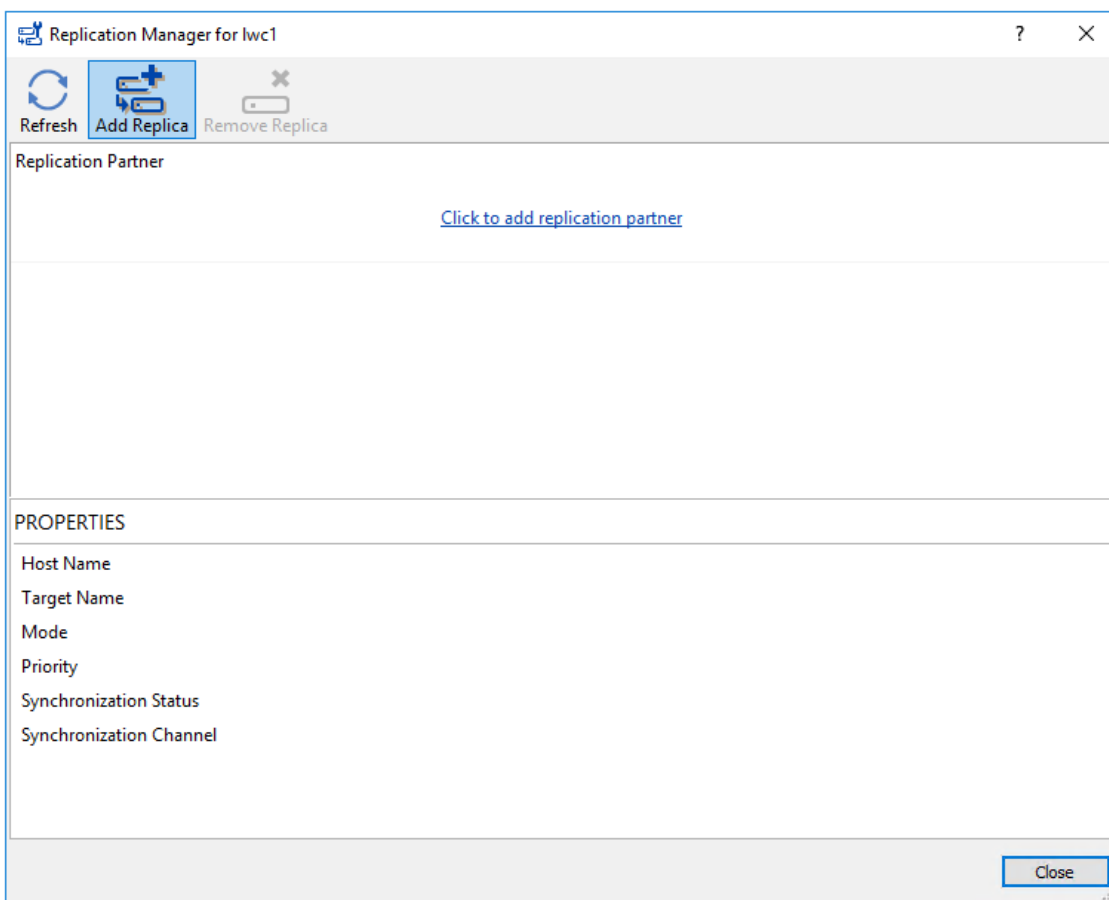 Replication Manager for lwc1
?
Refresh Add Replica Remove Replica
Replication Partner
Click to add replication partner
PROPERTIES
Host Name
Target Name
Mode
Priority
Synchronization Status
Synchronization Channel
Close